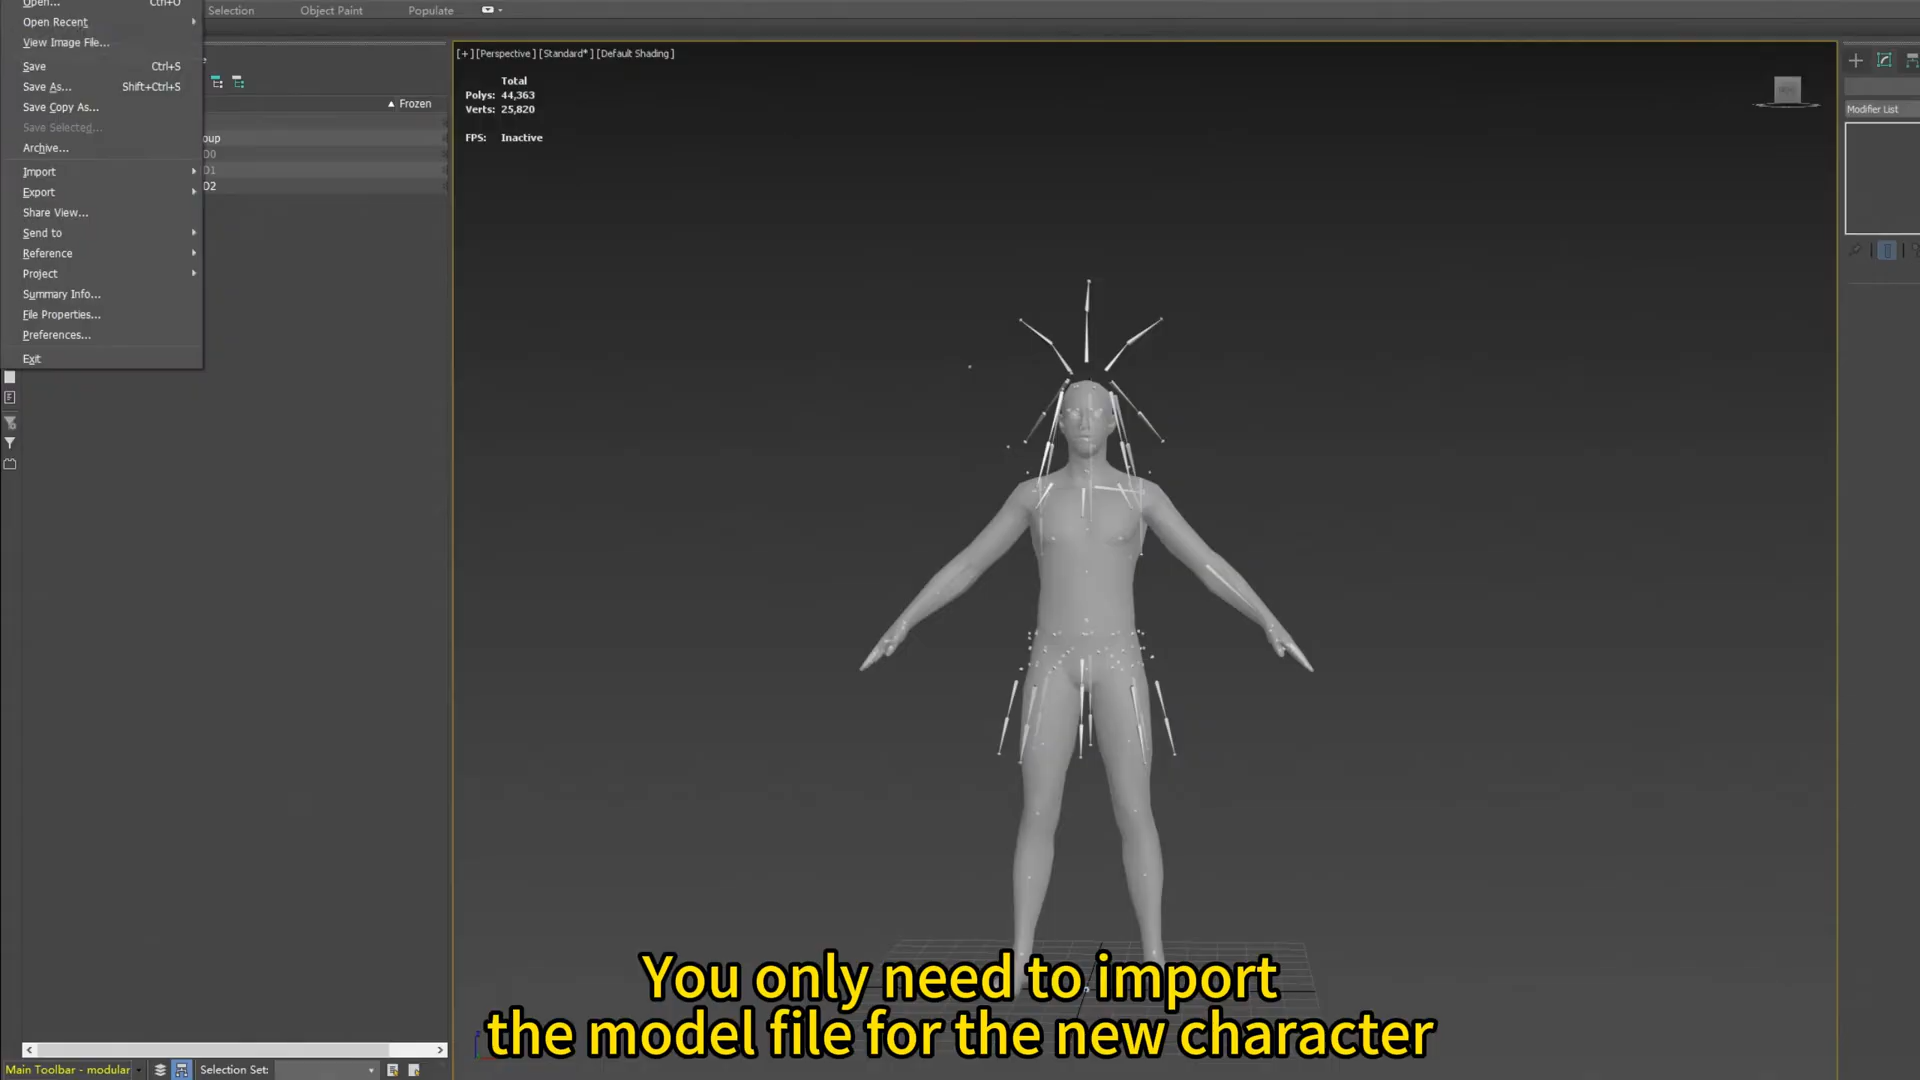 Open... Ctrl+O
Selection Object Paint Populate
Open Recent
View Image File...
Save Ctrl+S
Save As... Shift+Ctrl+S
Save Copy As...
Save Selected...
Archive...
Import
Export
Share View...
Send to
Reference
Project
Summary Info...
File Properties...
Preferences...
Exit
▲ Frozen
oup
D0
D1
D2
[+] [Perspective] [Standard*] [Default Shading]
Total
Polys: 44,363
Verts: 25,820
FPS: Inactive
Modifier List
You only need to import
the model file for the new character
Main Toolbar - modular
Selection Set: